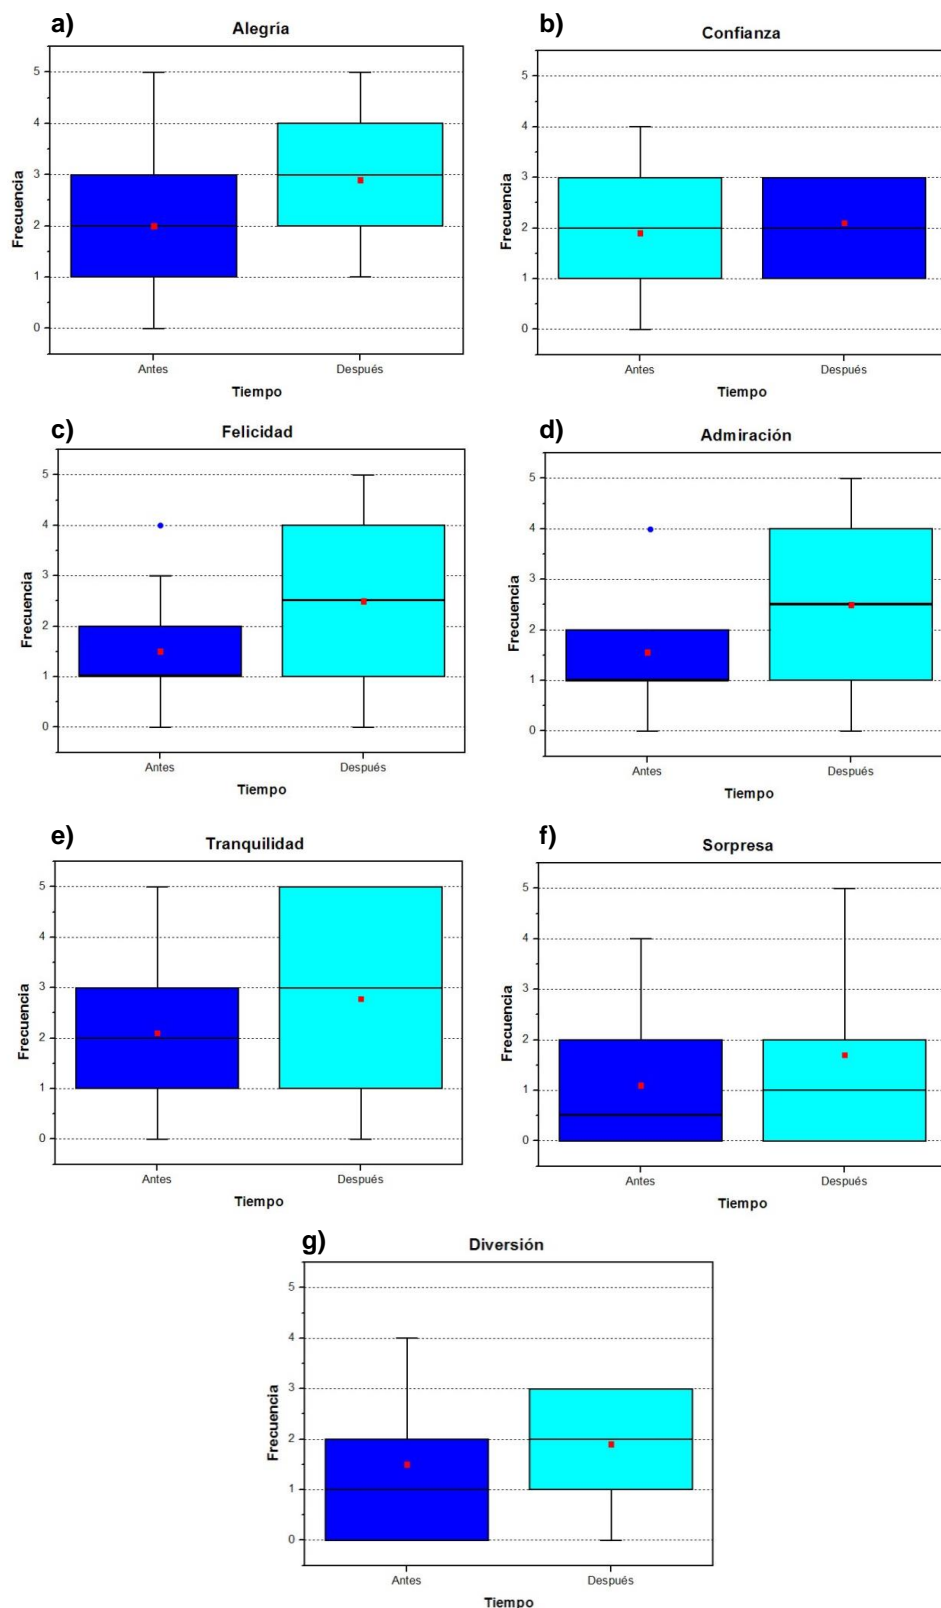 a)
Alegría
5
4
3
2
1
0
Frecuencia
Antes Después
Tiempo
b)
Confianza
5
4
3
2
1
0
Frecuencia
Antes Después
Tiempo
c)
Felicidad
5
4
3
2
1
0
Frecuencia
Antes Después
Tiempo
d)
Admiración
5
4
3
2
1
0
Frecuencia
Antes Después
Tiempo
e)
Tranquilidad
5
4
3
2
1
0
Frecuencia
Antes Después
Tiempo
f)
Sorpresa
5
4
3
2
1
0
Frecuencia
Antes Después
Tiempo
g)
Diversión
5
4
3
2
1
0
Frecuencia
Antes Después
Tiempo